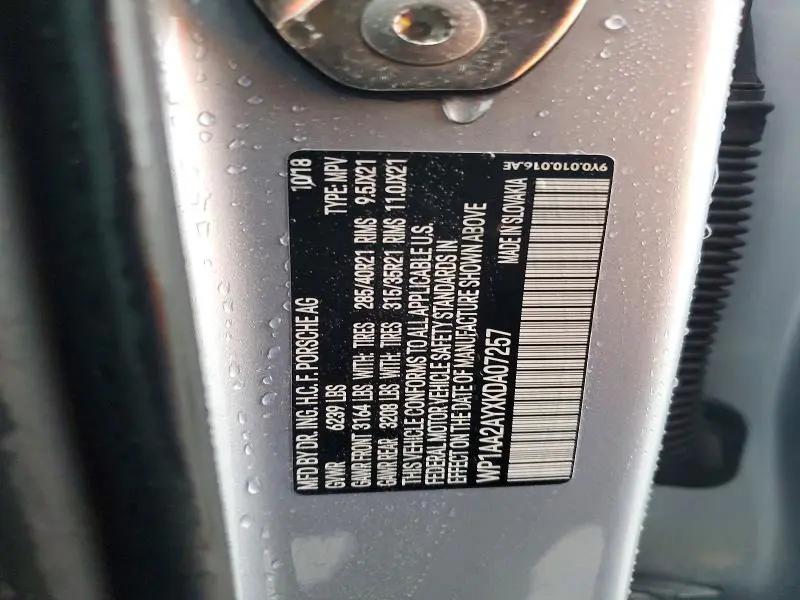 MFD BY DR. ING. H.C. F. PORSCHE AG 10/18
GVWR 6239 LBS TYPE: MPV
GAWR FRONT 3164 LBS WITH: TIRES 285/40R21 RIMS 9.5JX21
GAWR REAR 3208 LBS WITH: TIRES 315/35R21 RIMS 11.0JX21
THIS VEHICLE CONFORMS TO ALL APPLICABLE U.S.
FEDERAL MOTOR VEHICLE SAFETY STANDARDS IN
EFFECT ON THE DATE OF MANUFACTURE SHOWN ABOVE
WP1AA2AYXKDA07257 MADE IN SLOVAKIA
9Y0.010.016.AE